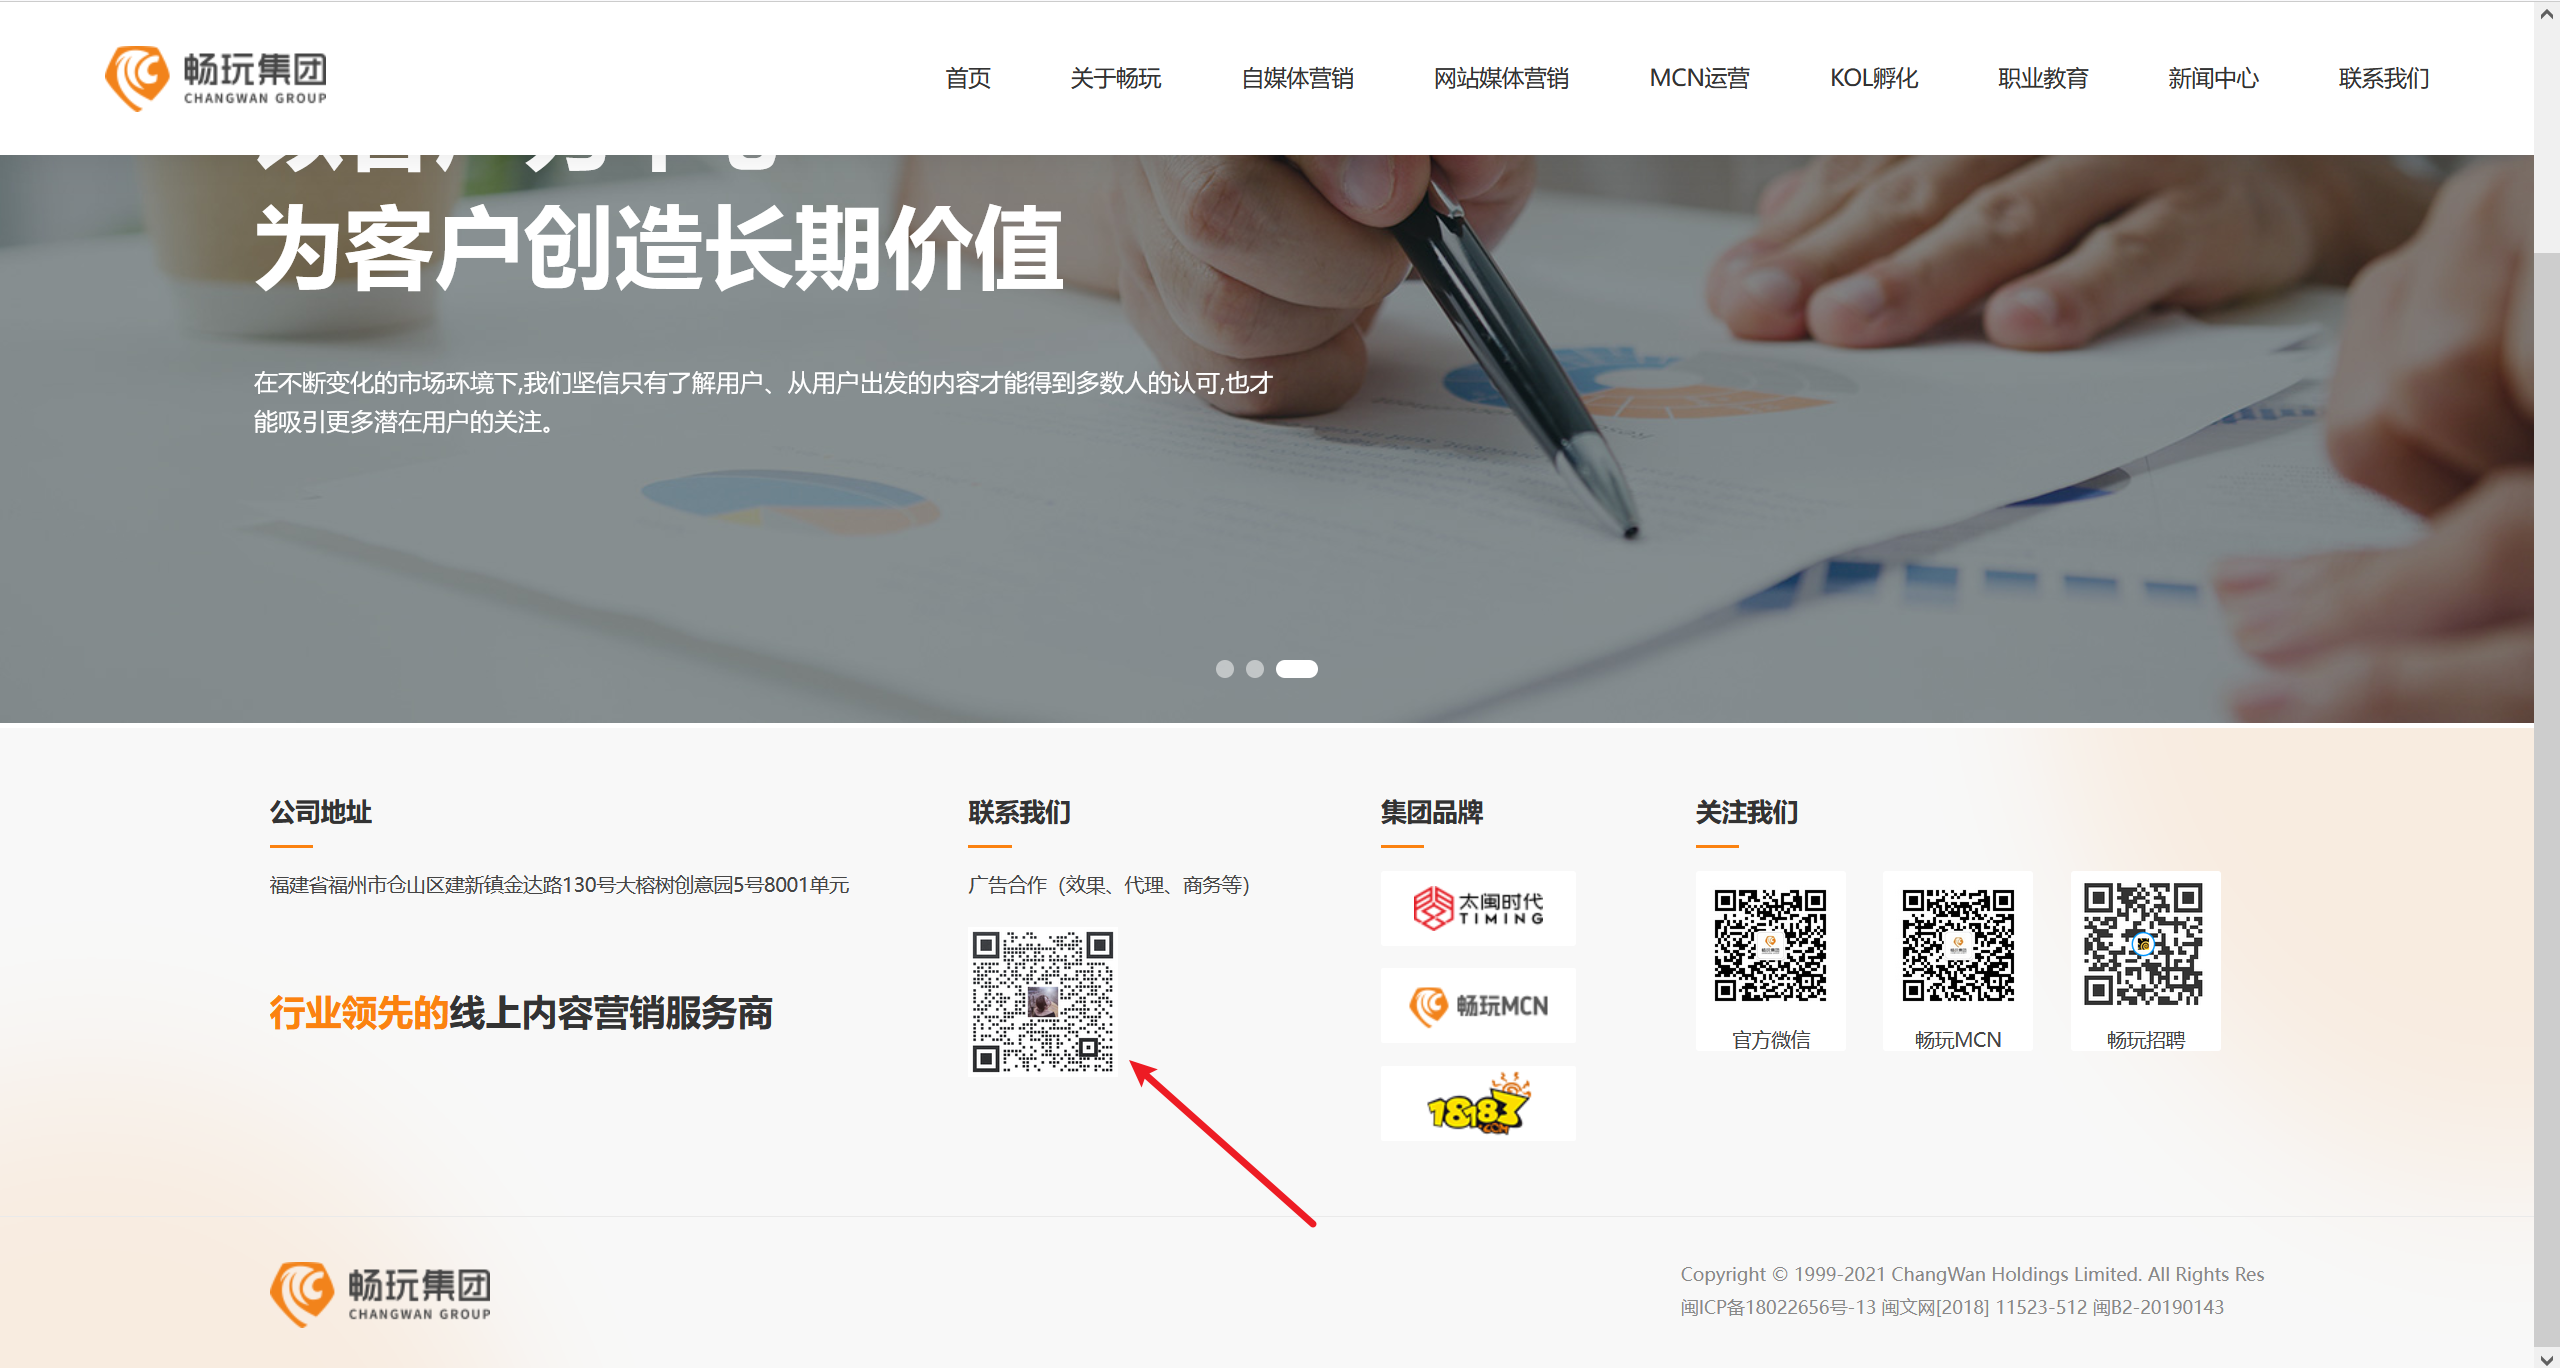 畅玩集团
CHANGWAN GROUP
首页
关于畅玩
自媒体营销
网站媒体营销
MCN运营
KOL孵化
职业教育
新闻中心
联系我们
为客户创造长期价值
在不断变化的市场环境下,我们坚信只有了解用户、从用户出发的内容才能得到多数人的认可,也才
能吸引更多潜在用户的关注。
公司地址
福建省福州市仓山区建新镇金达路130号大榕树创意园5号8001单元
行业领先的线上内容营销服务商
联系我们
广告合作（效果、代理、商务等）
集团品牌
太闽时代
TIMING
畅玩MCN
18183
.COM
关注我们
官方微信
畅玩MCN
畅玩招聘
畅玩集团
CHANGWAN GROUP
Copyright © 1999-2021 ChangWan Holdings Limited. All Rights Res
闽ICP备18022656号-13 闽文网[2018] 11523-512 闽B2-20190143